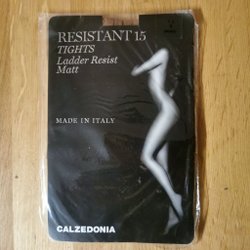 RESISTANT 15
TIGHTS
Ladder Resist
Matt
MADE IN ITALY
CALZEDONIA